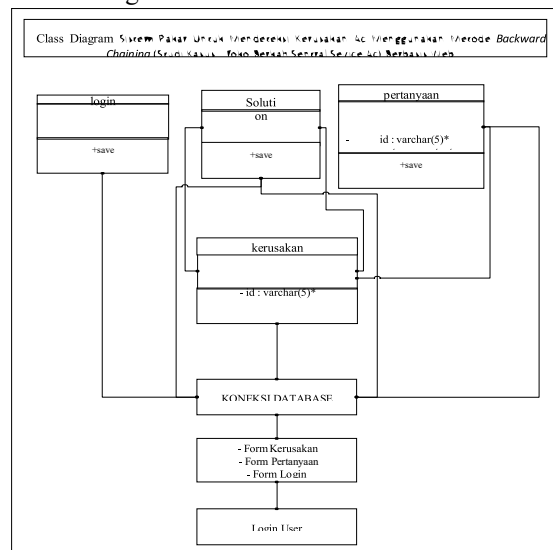 Class Diagram Sistem Pakar Untuk Mendeteksi Kerusakan Ac Menggunakan Metode Backward
Chaining (Studi Kasus : Toko Berkah Sentral Service Ac) Berbasis Web
login
+save
Soluti
on
+save
pertanyaan
- id : varchar(5)*
+save
kerusakan
- id : varchar(5)*
KONEKSI DATABASE
- Form Kerusakan
- Form Pertanyaan
- Form Login
Login User